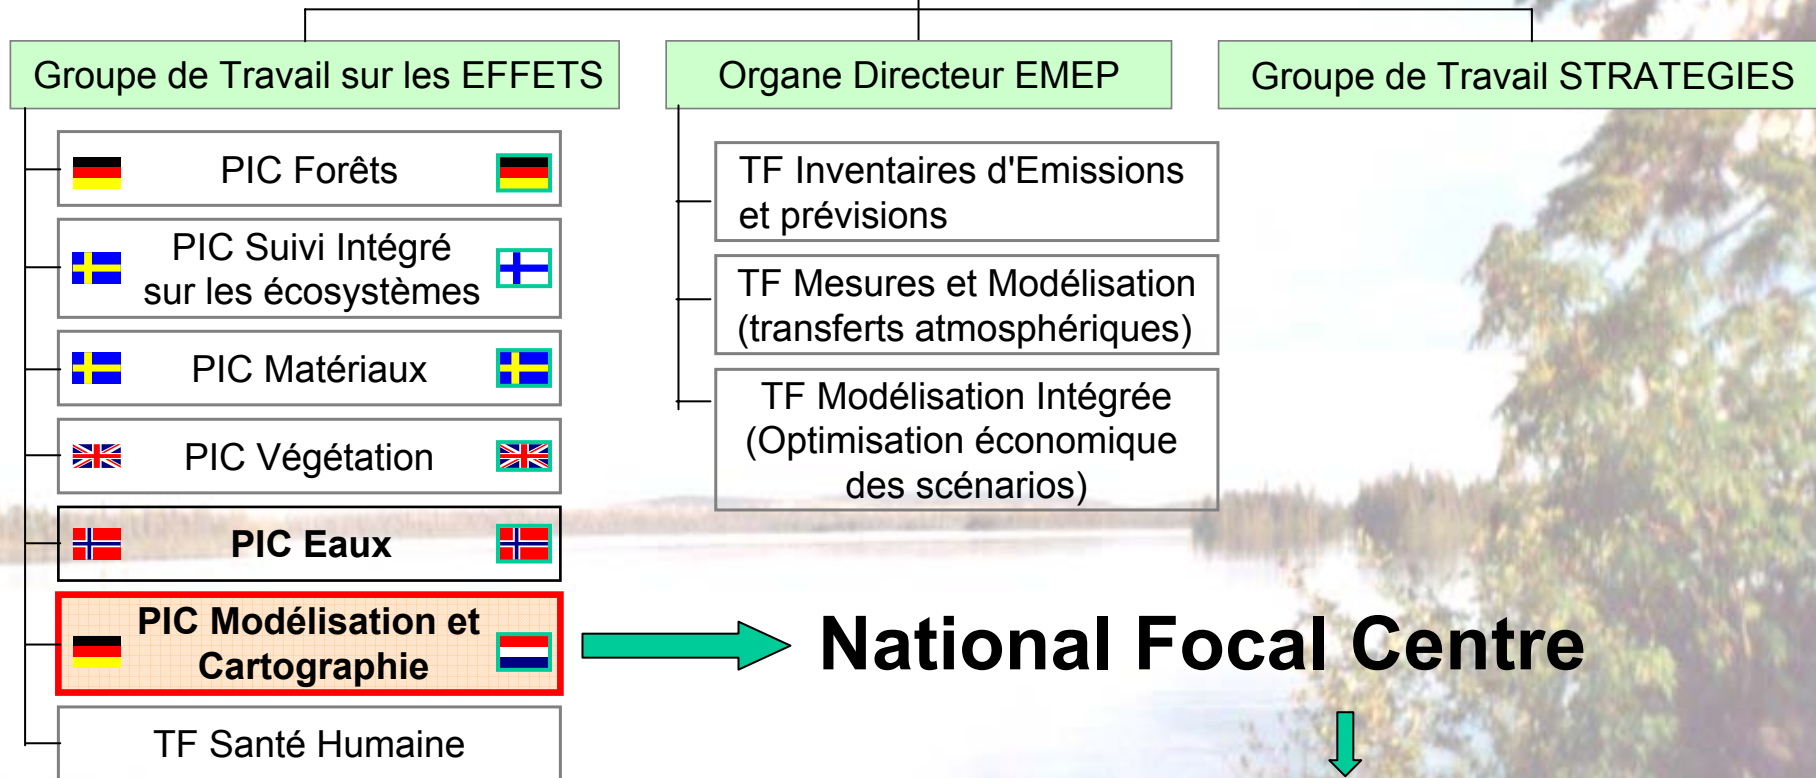 Groupe de Travail sur les EFFETS
Organe Directeur EMEP
Groupe de Travail STRATEGIES
PIC Forêts
PIC Suivi Intégré
sur les écosystèmes
PIC Matériaux
PIC Végétation
PIC Eaux
PIC Modélisation et
Cartographie
TF Santé Humaine
TF Inventaires d'Emissions
et prévisions
TF Mesures et Modélisation
(transferts atmosphériques)
TF Modélisation Intégrée
(Optimisation économique
des scénarios)
National Focal Centre